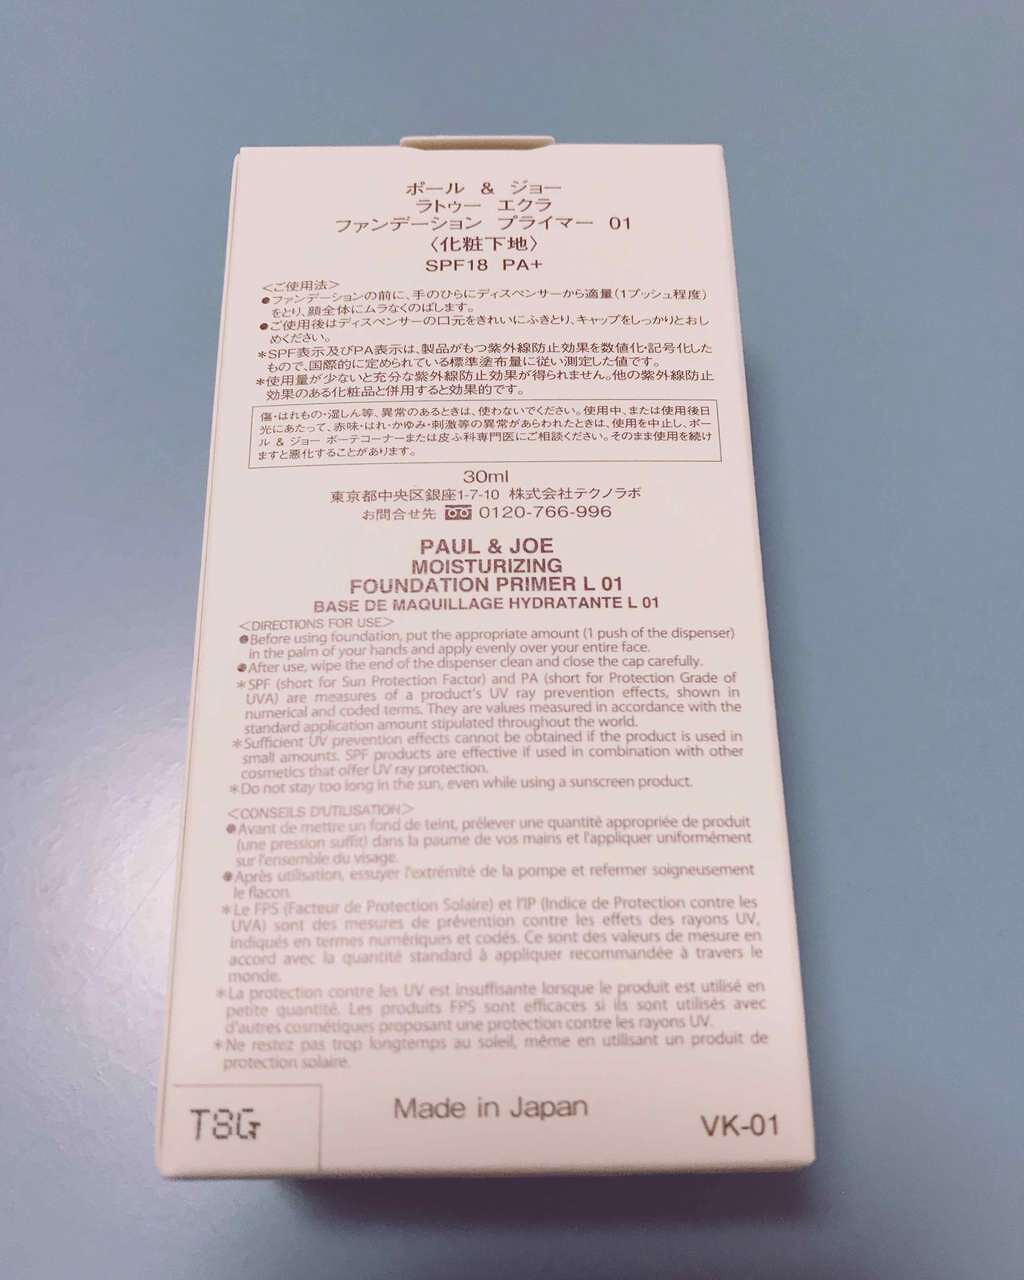 ポール & ジョー
ラトゥー エクラ
ファンデーション プライマー 01
〈化粧下地〉
SPF18 PA+
＜ご使用法＞
●ファンデーションの前に、手のひらにディスペンサーから適量(1プッシュ程度)
をとり、顔全体にムラなくのばします。
●ご使用後はディスペンサーの口元をきれいにふきとり、キャップをしっかりとおし
めください。
＊SPF表示及びPA表示は、製品がもつ紫外線防止効果を数値化・記号化した
もので、国際的に定められている標準塗布量に従い測定した値です。
＊使用量が少ないと充分な紫外線防止効果が得られません。他の紫外線防止
効果のある化粧品と併用すると効果的です。
傷・はれもの・湿しん等、異常のあるときは、使わないでください。使用中、または使用後日
光にあたって、赤味・はれ・かゆみ・刺激等の異常があらわれたときは、使用を中止し、ポー
ル & ジョー ボーテコーナーまたは皮ふ科専門医にご相談ください。そのまま使用を続け
ますと悪化することがあります。
30ml
東京都中央区銀座1-7-10 株式会社テクノラボ
お問合せ先 0120-766-996
PAUL & JOE
MOISTURIZING
FOUNDATION PRIMER L 01
BASE DE MAQUILLAGE HYDRATANTE L 01
<DIRECTIONS FOR USE>
●Before using foundation, put the appropriate amount (1 push of the dispenser)
in the palm of your hands and apply evenly over your entire face.
●After use, wipe the end of the dispenser clean and close the cap carefully.
＊SPF (short for Sun Protection Factor) and PA (short for Protection Grade of
UVA) are measures of a product's UV ray prevention effects, shown in
numerical and coded terms. They are values measured in accordance with the
standard application amount stipulated throughout the world.
＊Sufficient UV prevention effects cannot be obtained if the product is used in
small amounts. SPF products are effective if used in combination with other
cosmetics that offer UV ray protection.
＊Do not stay too long in the sun, even while using a sunscreen product.
<CONSEILS D'UTILISATION>
●Avant de mettre un fond de teint, prélever une quantité appropriée de produit
(une pression suffit) dans la paume de vos mains et l'appliquer uniformément
sur l'ensemble du visage.
●Après utilisation, essuyer l'extrémité de la pompe et refermer soigneusement
le flacon.
＊Le FPS (Facteur de Protection Solaire) et l'IP (Indice de Protection contre les
UVA) sont des mesures de prévention contre les effets des rayons UV,
indiqués en termes numériques et codés. Ce sont des valeurs de mesure en
accord avec la quantité standard à appliquer recommandée à travers le
monde.
＊La protection contre les UV est insuffisante lorsque le produit est utilisé en
petite quantité. Les produits FPS sont efficaces si ils sont utilisés avec
d'autres cosmétiques proposant une protection contre les rayons UV.
＊Ne restez pas trop longtemps au soleil, même en utilisant un produit de
protection solaire.
T8G
Made in Japan
VK-01